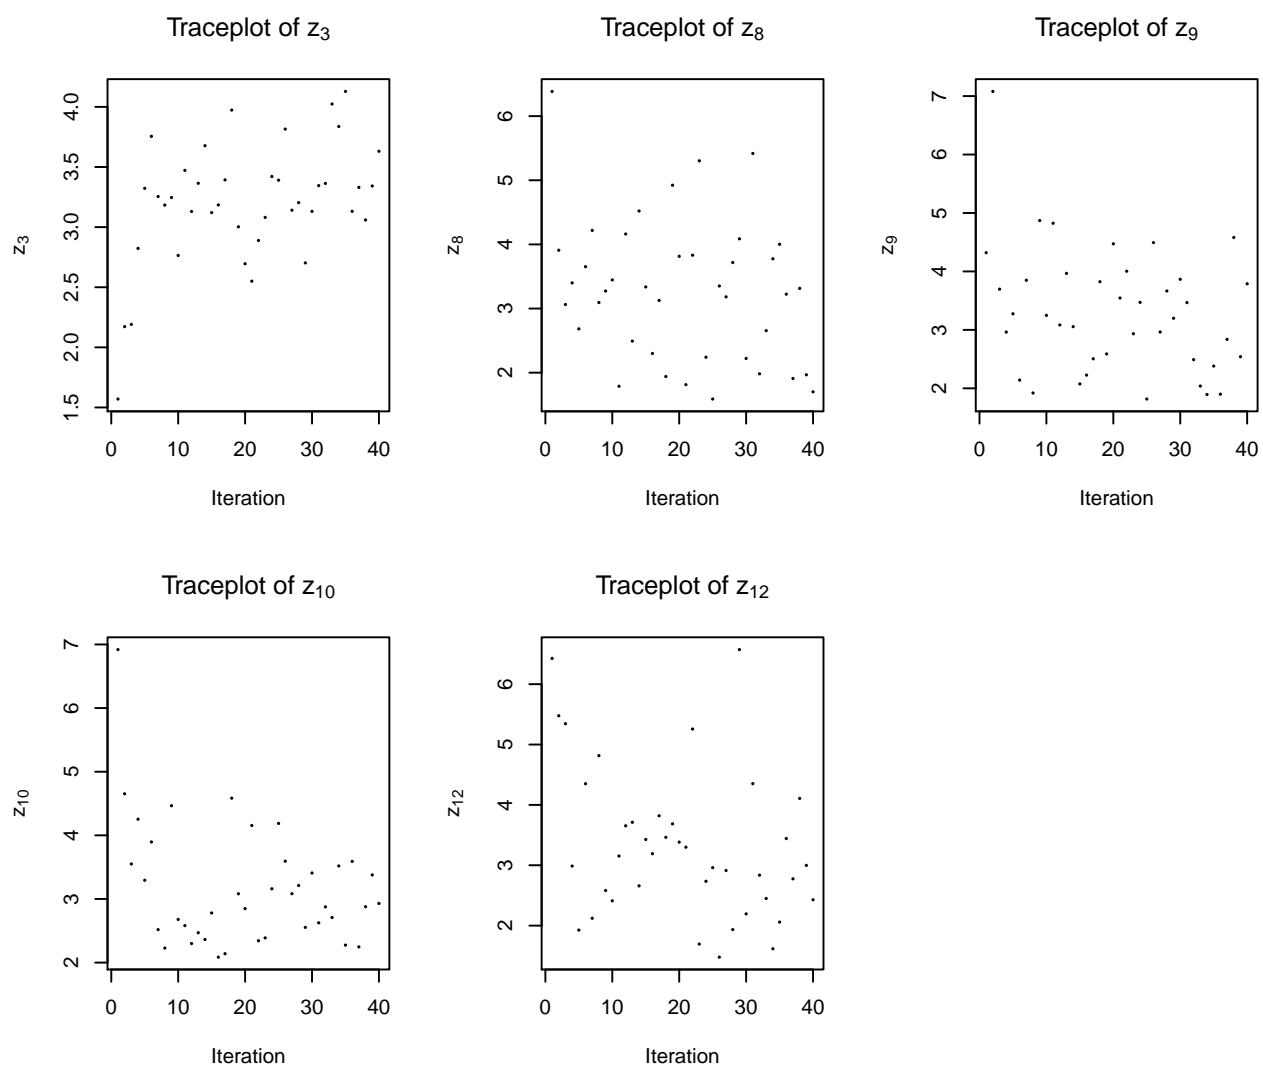 Traceplot of z₃
z₃
4.0
3.5
3.0
2.5
2.0
1.5
0 10 20 30 40
Iteration
Traceplot of z₈
z₈
6
5
4
3
2
0 10 20 30 40
Iteration
Traceplot of z₉
z₉
7
6
5
4
3
2
0 10 20 30 40
Iteration
Traceplot of z₁₀
z₁₀
7
6
5
4
3
2
0 10 20 30 40
Iteration
Traceplot of z₁₂
z₁₂
6
5
4
3
2
0 10 20 30 40
Iteration